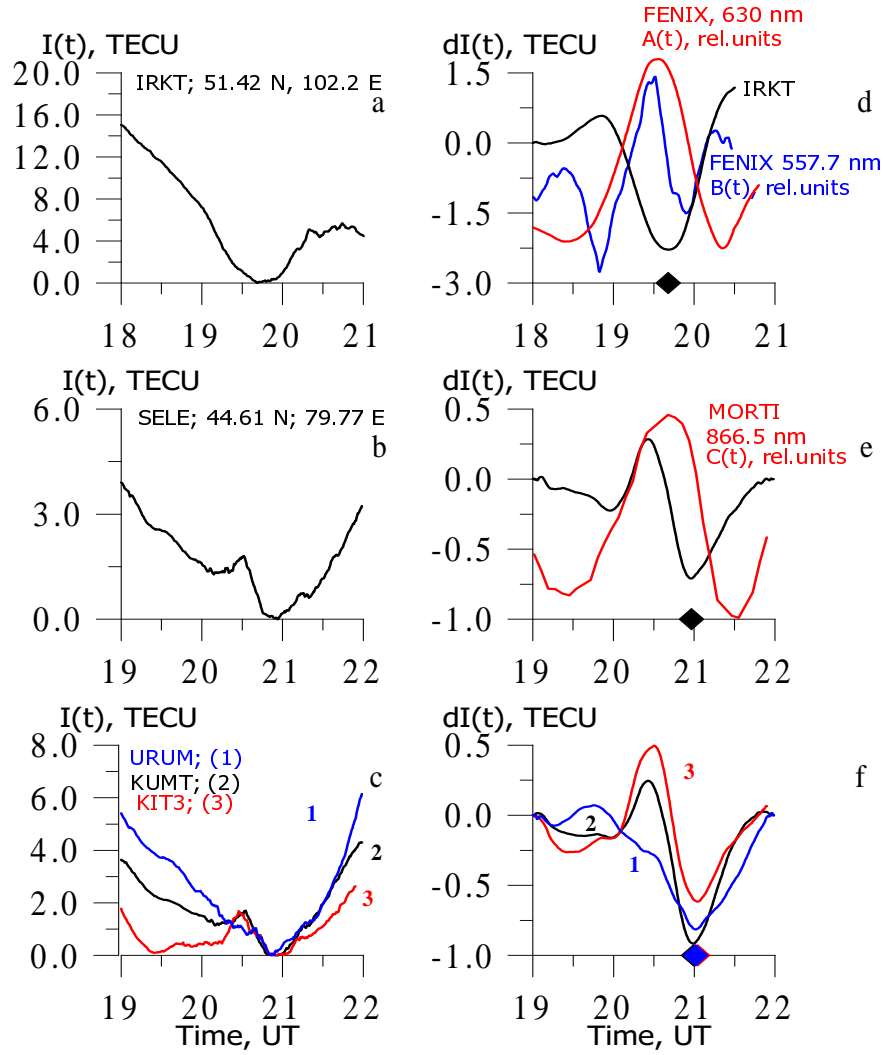 I(t), TECU
20.0
16.0
12.0
8.0
4.0
0.0
IRKT; 51.42 N, 102.2 E
a
18 19 20 21
dI(t), TECU
FENIX, 630 nm
A(t), rel.units
1.5
0.0
-1.5
-3.0
IRKT
d
FENIX 557.7 nm
B(t), rel.units
18 19 20 21
I(t), TECU
6.0
3.0
0.0
SELE; 44.61 N; 79.77 E
b
19 20 21 22
dI(t), TECU
0.5
0.0
-0.5
-1.0
MORTI
866.5 nm
C(t), rel.units
e
19 20 21 22
I(t), TECU
8.0
6.0
4.0
2.0
0.0
URUM; (1)
KUMT; (2)
KIT3; (3)
c
1
2
3
19 20 21 22
Time, UT
dI(t), TECU
0.5
0.0
-0.5
-1.0
3
f
2
1
19 20 21 22
Time, UT